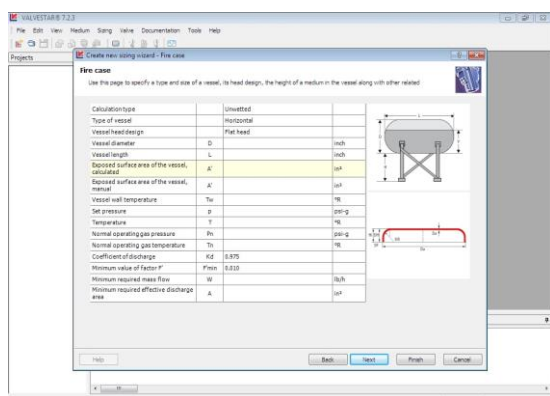 VALVESTAR® 7.2.3
File Edit View Medium Sizing Valve Documentation Tools Help
Projects
Create new sizing wizard - Fire case
Fire case
Use this page to specify a type and size of a vessel, its head design, the height of a medium in the vessel along with other related
Calculation type Unwetted
Type of vessel Horizontal
Vessel head design Flat head
Vessel diameter D inch
Vessel length L inch
Exposed surface area of the vessel, calculated A' in²
Exposed surface area of the vessel, manual A' in²
Vessel wall temperature Tw °R
Set pressure p psi-g
Temperature T °R
Normal operating gas pressure Pn psi-g
Normal operating gas temperature Tn °R
Coefficient of discharge Kd 0.975
Minimum value of factor F' F'min 0.010
Minimum required mass flow W lb/h
Minimum required effective discharge area A in²
L
Help Back Next Finish Cancel